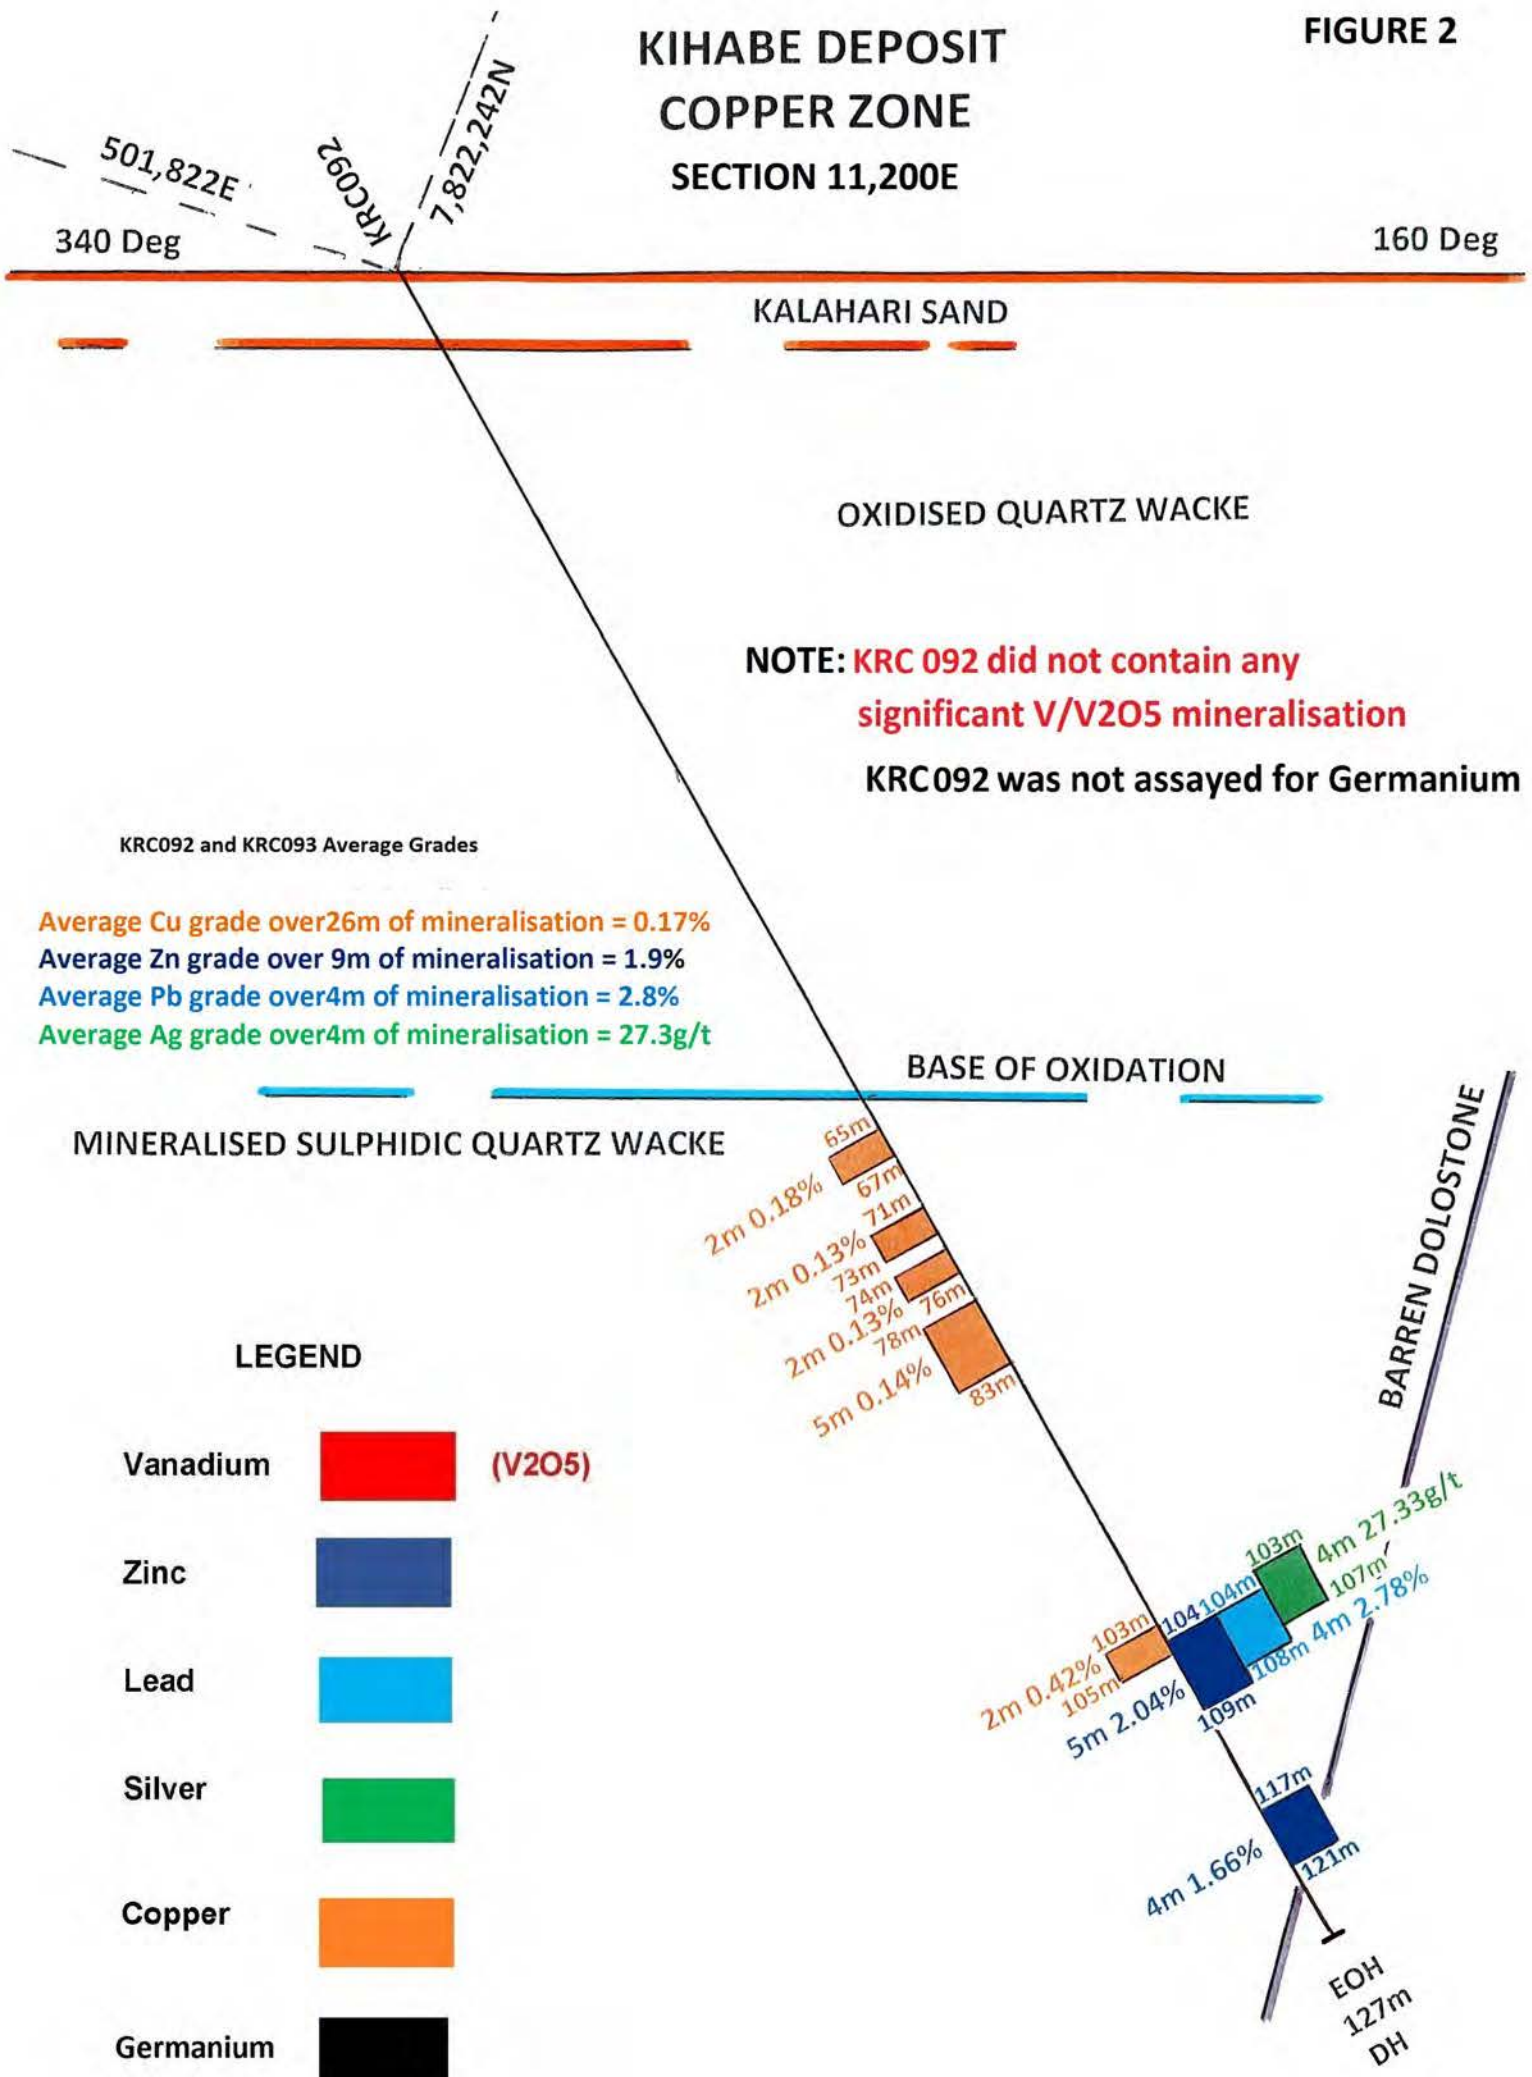 FIGURE 2
KIHABE DEPOSIT
COPPER ZONE
SECTION 11,200E
501,822E
KRC092
7,822,242N
340 Deg
160 Deg
KALAHARI SAND
OXIDISED QUARTZ WACKE
NOTE: KRC 092 did not contain any
significant V/V2O5 mineralisation
KRC092 was not assayed for Germanium
KRC092 and KRC093 Average Grades
Average Cu grade over26m of mineralisation = 0.17%
Average Zn grade over 9m of mineralisation = 1.9%
Average Pb grade over4m of mineralisation = 2.8%
Average Ag grade over4m of mineralisation = 27.3g/t
BASE OF OXIDATION
MINERALISED SULPHIDIC QUARTZ WACKE
BARREN DOLOSTONE
65m
67m
2m 0.18%
71m
73m
2m 0.13%
74m
76m
2m 0.13%
78m
83m
5m 0.14%
103m
105m
2m 0.42%
104
109m
5m 2.04%
104m
108m
4m 2.78%
103m
107m
4m 27.33g/t
117m
121m
4m 1.66%
EOH
127m
DH
LEGEND
Vanadium
(V2O5)
Zinc
Lead
Silver
Copper
Germanium